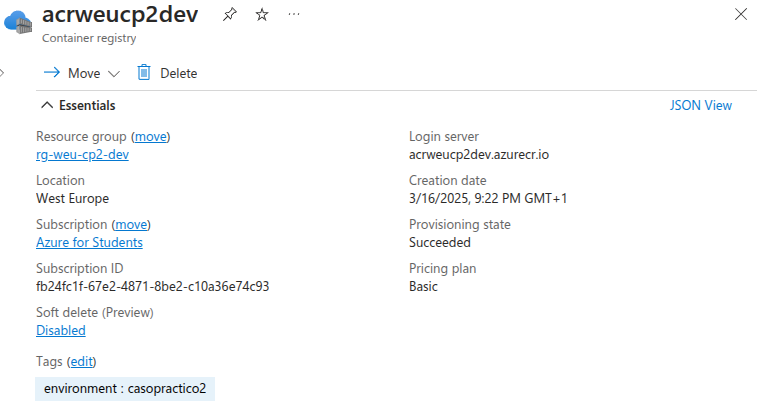 acrweucp2dev
Container registry
Move
Delete
Essentials
JSON View
Resource group (move)
rg-weu-cp2-dev
Location
West Europe
Subscription (move)
Azure for Students
Subscription ID
fb24fc1f-67e2-4871-8be2-c10a36e74c93
Soft delete (Preview)
Disabled
Login server
acrweucp2dev.azurecr.io
Creation date
3/16/2025, 9:22 PM GMT+1
Provisioning state
Succeeded
Pricing plan
Basic
Tags (edit)
environment : casopractico2